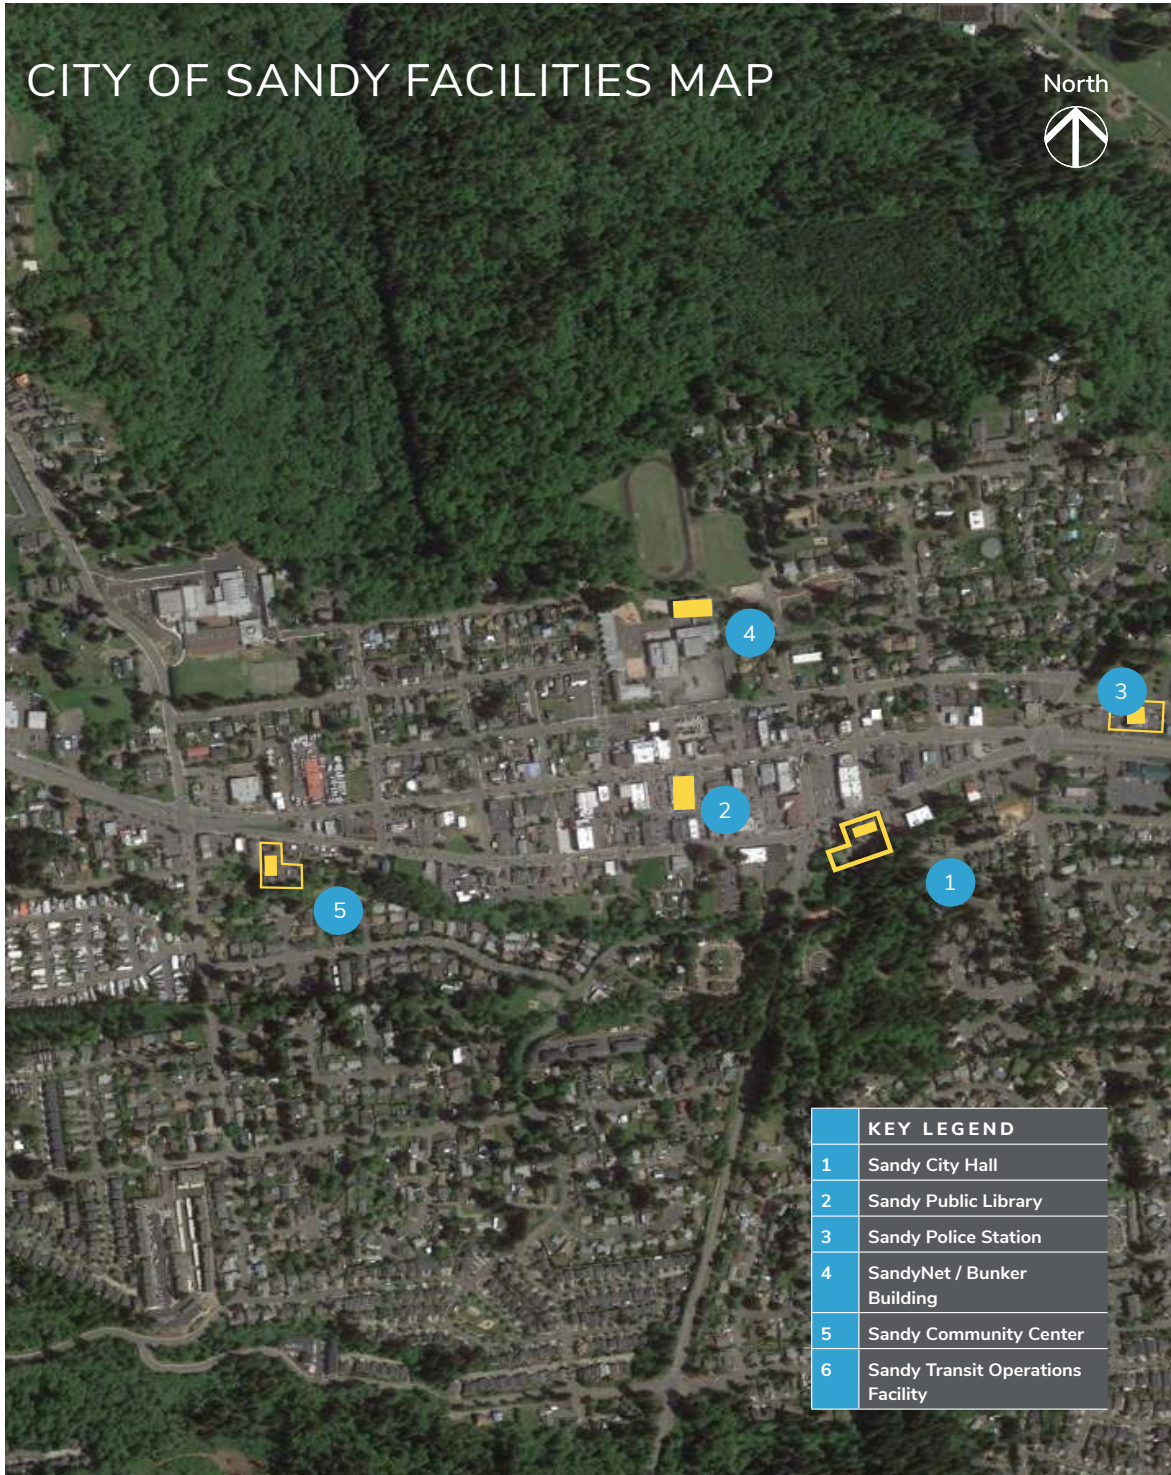 CITY OF SANDY FACILITIES MAP
North
4
3
2
1
5
KEY LEGEND
1 Sandy City Hall
2 Sandy Public Library
3 Sandy Police Station
4 SandyNet / Bunker
Building
5 Sandy Community Center
6 Sandy Transit Operations
Facility